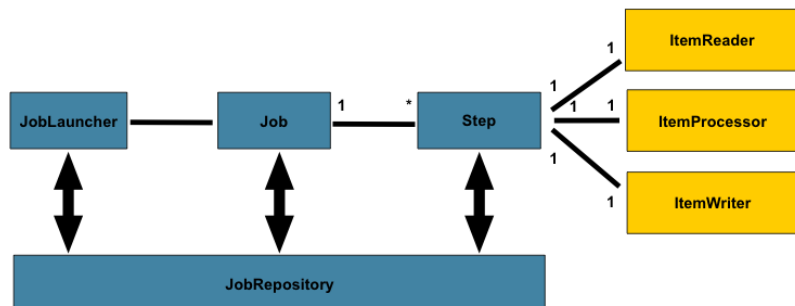 ItemReader
1
1
JobLauncher
Job
1
*
Step
1
1
ItemProcessor
1
1
ItemWriter
JobRepository